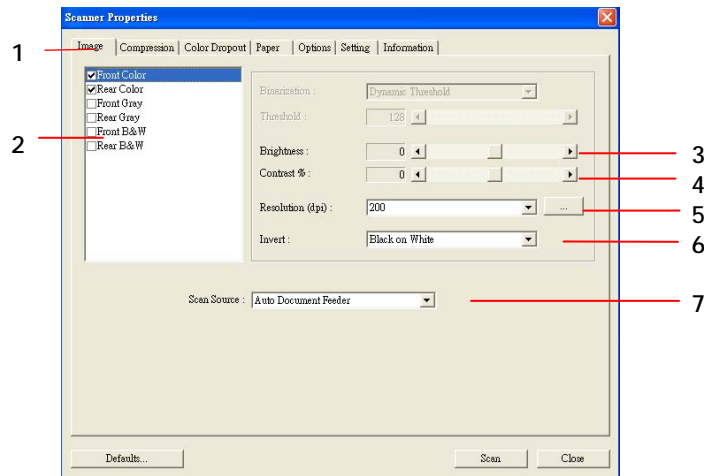 Scanner Properties
Image Compression Color Dropout Paper Options Setting Information
1
Front Color
Rear Color
Front Gray
Rear Gray
Front B&W
Rear B&W
2
Binarization : Dynamic Threshold
Threshold : 128
Brightness : 0
3
Contrast % : 0
4
Resolution (dpi) : 200 ...
5
Invert : Black on White
6
Scan Source : Auto Document Feeder
7
Defaults... Scan Close